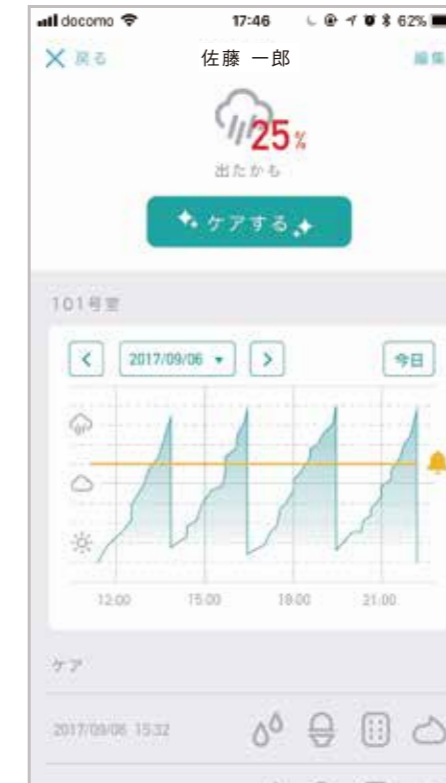 docomo 17:46 62%
戻る 佐藤 一郎 編集
25%
出たかも
ケアする
101号室
< 2017/09/06 > 今日
12:00 15:00 18:00 21:00
ケア
2017/09/06 15:32